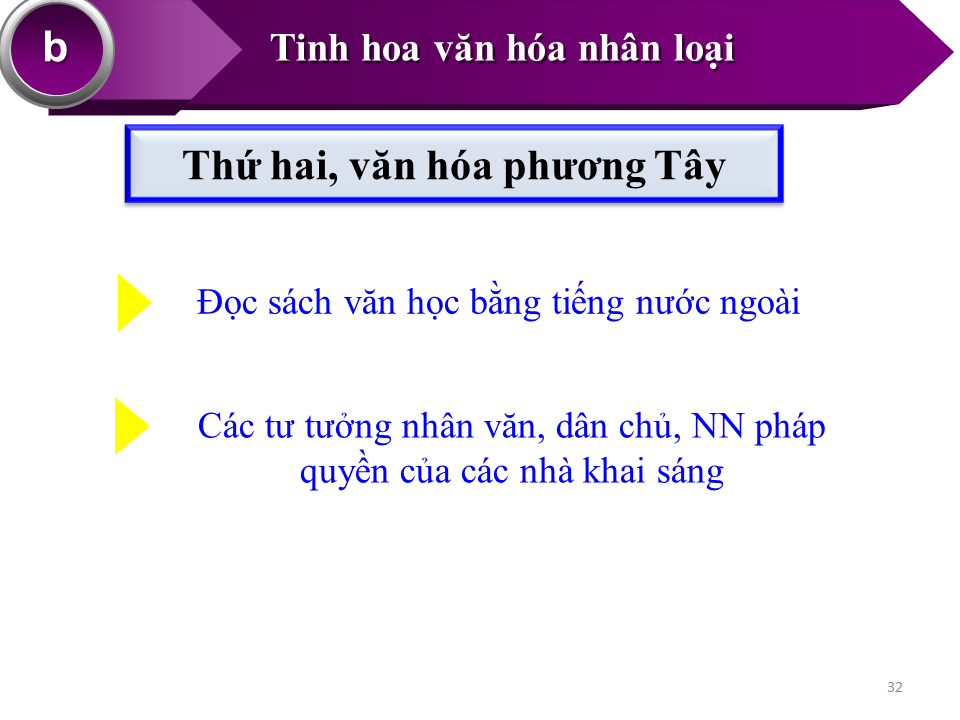 b
Tinh hoa văn hóa nhân loại
Thứ hai, văn hóa phương Tây
Đọc sách văn học bằng tiếng nước ngoài
Các tư tưởng nhân văn, dân chủ, NN pháp
quyền của các nhà khai sáng
32